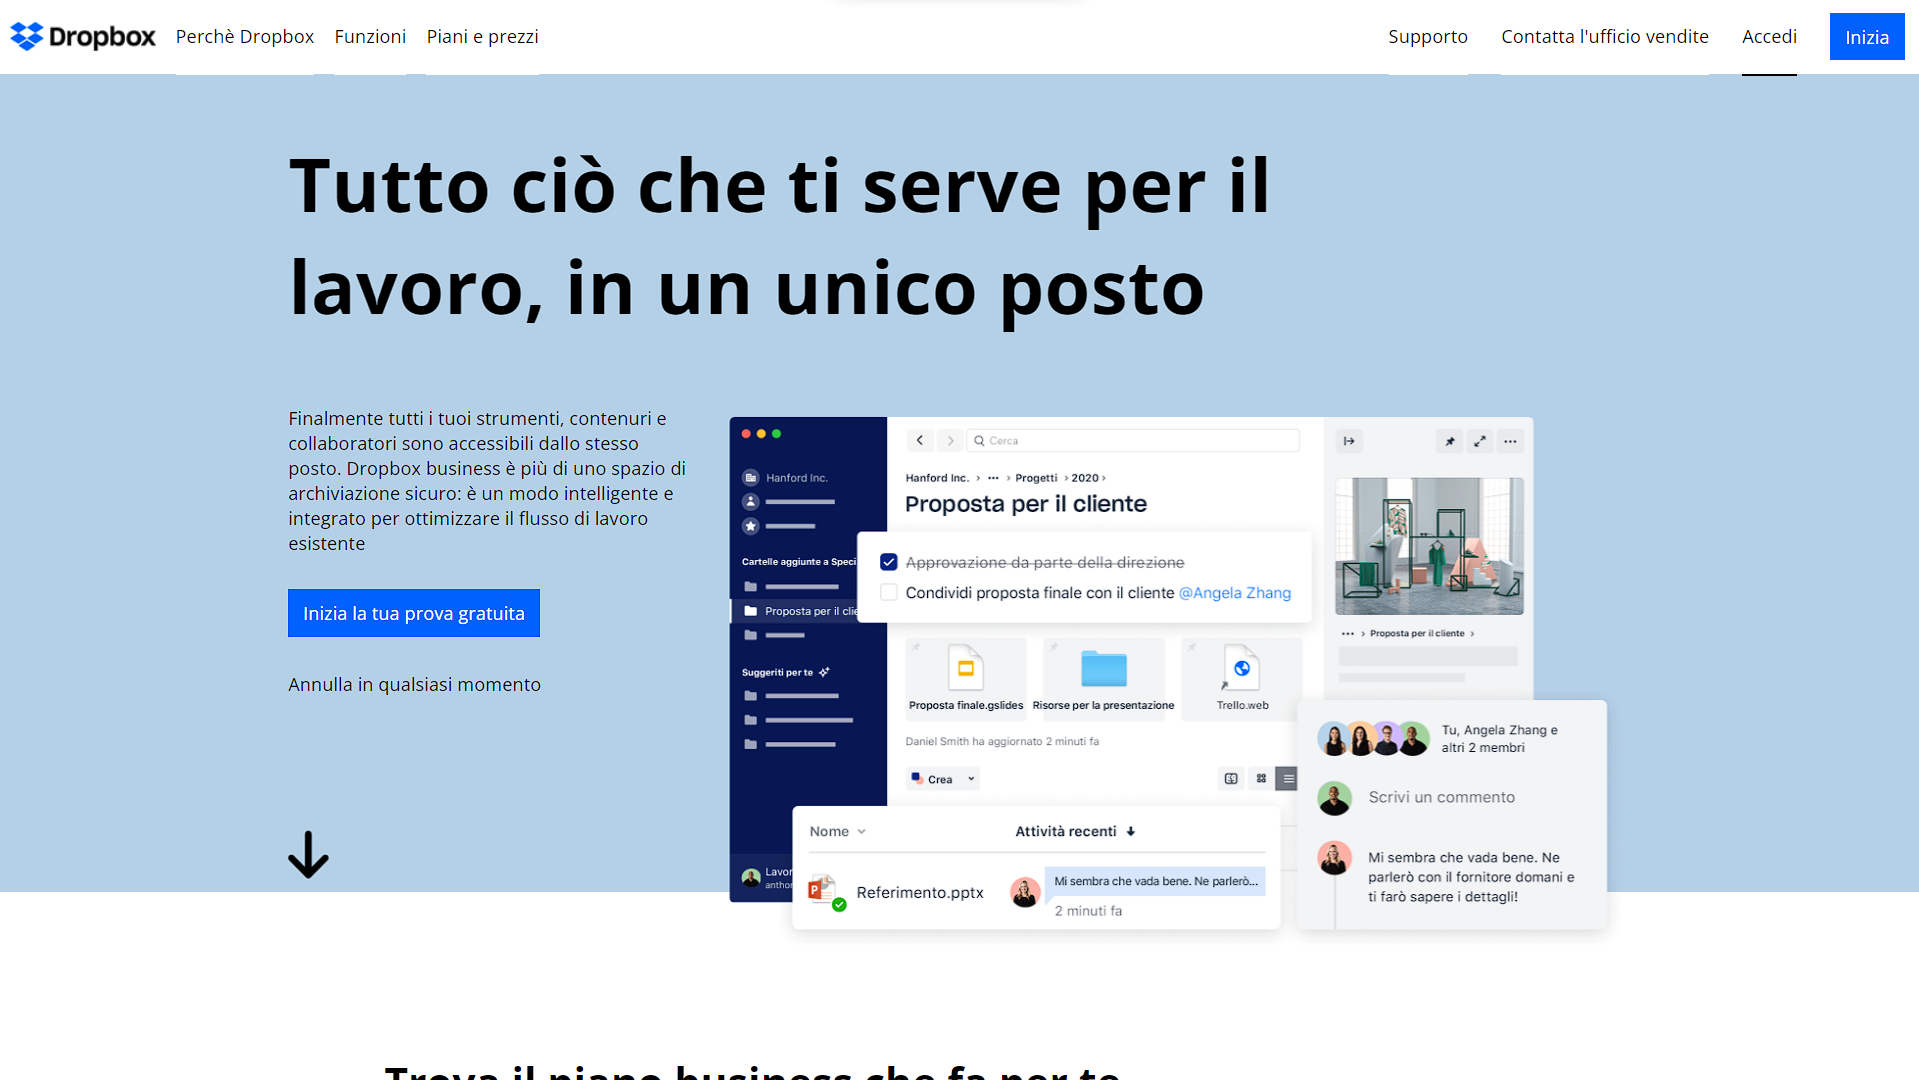 Dropbox
Perchè Dropbox
Funzioni
Piani e prezzi
Supporto
Contatta l'ufficio vendite
Accedi
Inizia
Tutto ciò che ti serve per il
lavoro, in un unico posto
Finalmente tutti i tuoi strumenti, contenuri e
collaboratori sono accessibili dallo stesso
posto. Dropbox business è più di uno spazio di
archiviazione sicuro: è un modo intelligente e
integrato per ottimizzare il flusso di lavoro
esistente
Inizia la tua prova gratuita
Annulla in qualsiasi momento
Hanford Inc.
Cartelle aggiunte a Speci
Proposta per il clie
Suggeriti per te
Lavor
anthor
Cerca
Hanford Inc. › ··· › Progetti › 2020 ›
Proposta per il cliente
Approvazione da parte della direzione
Condividi proposta finale con il cliente @Angela Zhang
Proposta finale.gslides
Risorse per la presentazione
Trello.web
Daniel Smith ha aggiornato 2 minuti fa
Crea
Nome
Attività recenti
Referimento.pptx
Mi sembra che vada bene. Ne parlerò...
2 minuti fa
··· › Proposta per il cliente ›
Tu, Angela Zhang e
altri 2 membri
Scrivi un commento
Mi sembra che vada bene. Ne
parlerò con il fornitore domani e
ti farò sapere i dettagli!
Trova il piano business che fa per te